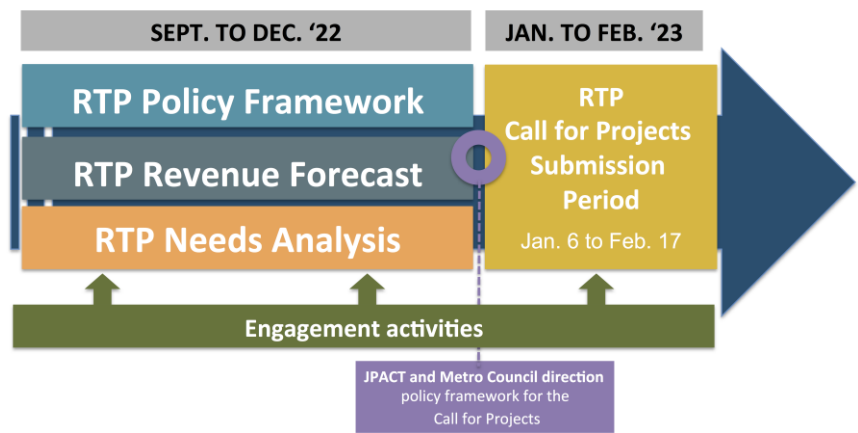 SEPT. TO DEC. ‘22
JAN. TO FEB. ‘23
RTP Policy Framework
RTP Revenue Forecast
RTP Needs Analysis
RTP
Call for Projects
Submission
Period
Jan. 6 to Feb. 17
Engagement activities
JPACT and Metro Council direction
policy framework for the
Call for Projects